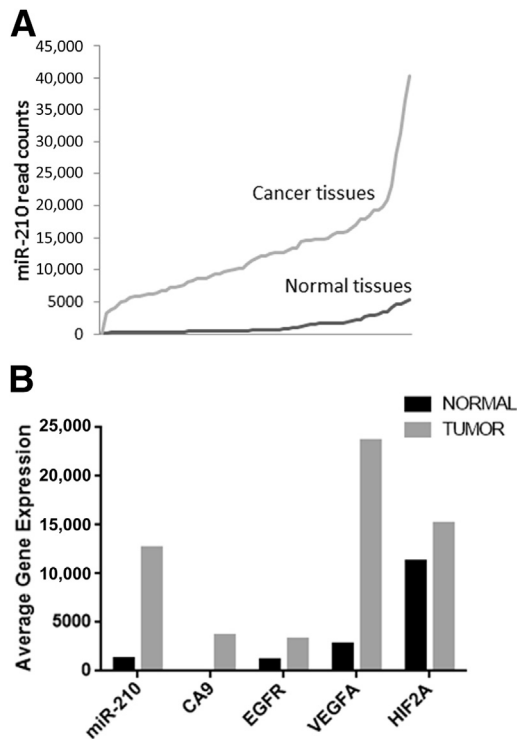 A
miR-210 read counts
45,000
40,000
35,000
30,000
25,000
20,000
15,000
10,000
5000
0
Cancer tissues
Normal tissues
B
Average Gene Expression
25,000
20,000
15,000
10,000
5000
0
NORMAL
TUMOR
miR-210
CA9
EGFR
VEGFA
HIF2A